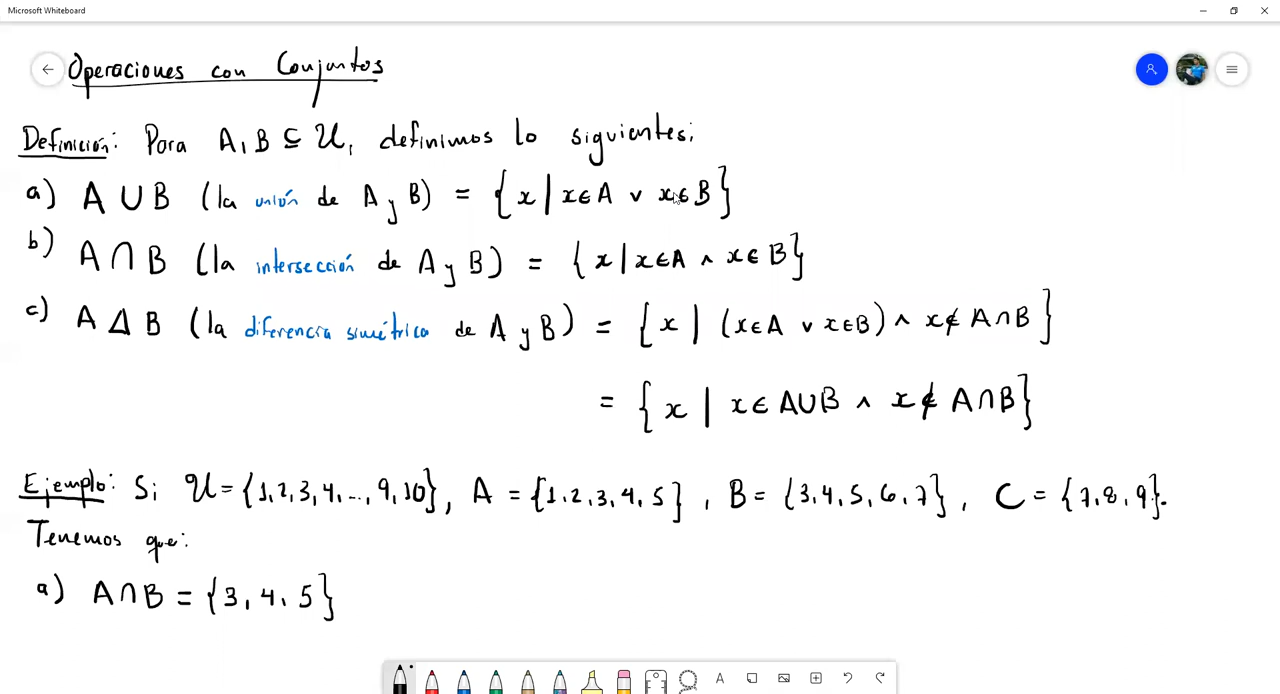 Microsoft Whiteboard
Operaciones con Conjuntos
Definición: Para A, B ⊆ U, definimos lo siguientes:
a) A ∪ B (la unión de A y B) = {x | x∈A ∨ x∈B}
b) A ∩ B (la intersección de A y B) = {x | x∈A ∧ x∈B}
c) A Δ B (la diferencia simétrica de A y B) = {x | (x∈A ∨ x∈B) ∧ x∉A∩B}
= {x | x∈A∪B ∧ x∉A∩B}
Ejemplo: Si U = {1,2,3,4,...,9,10}, A = {1,2,3,4,5}, B = {3,4,5,6,7}, C = {7,8,9}.
Tenemos que:
a) A∩B = {3,4,5}
A